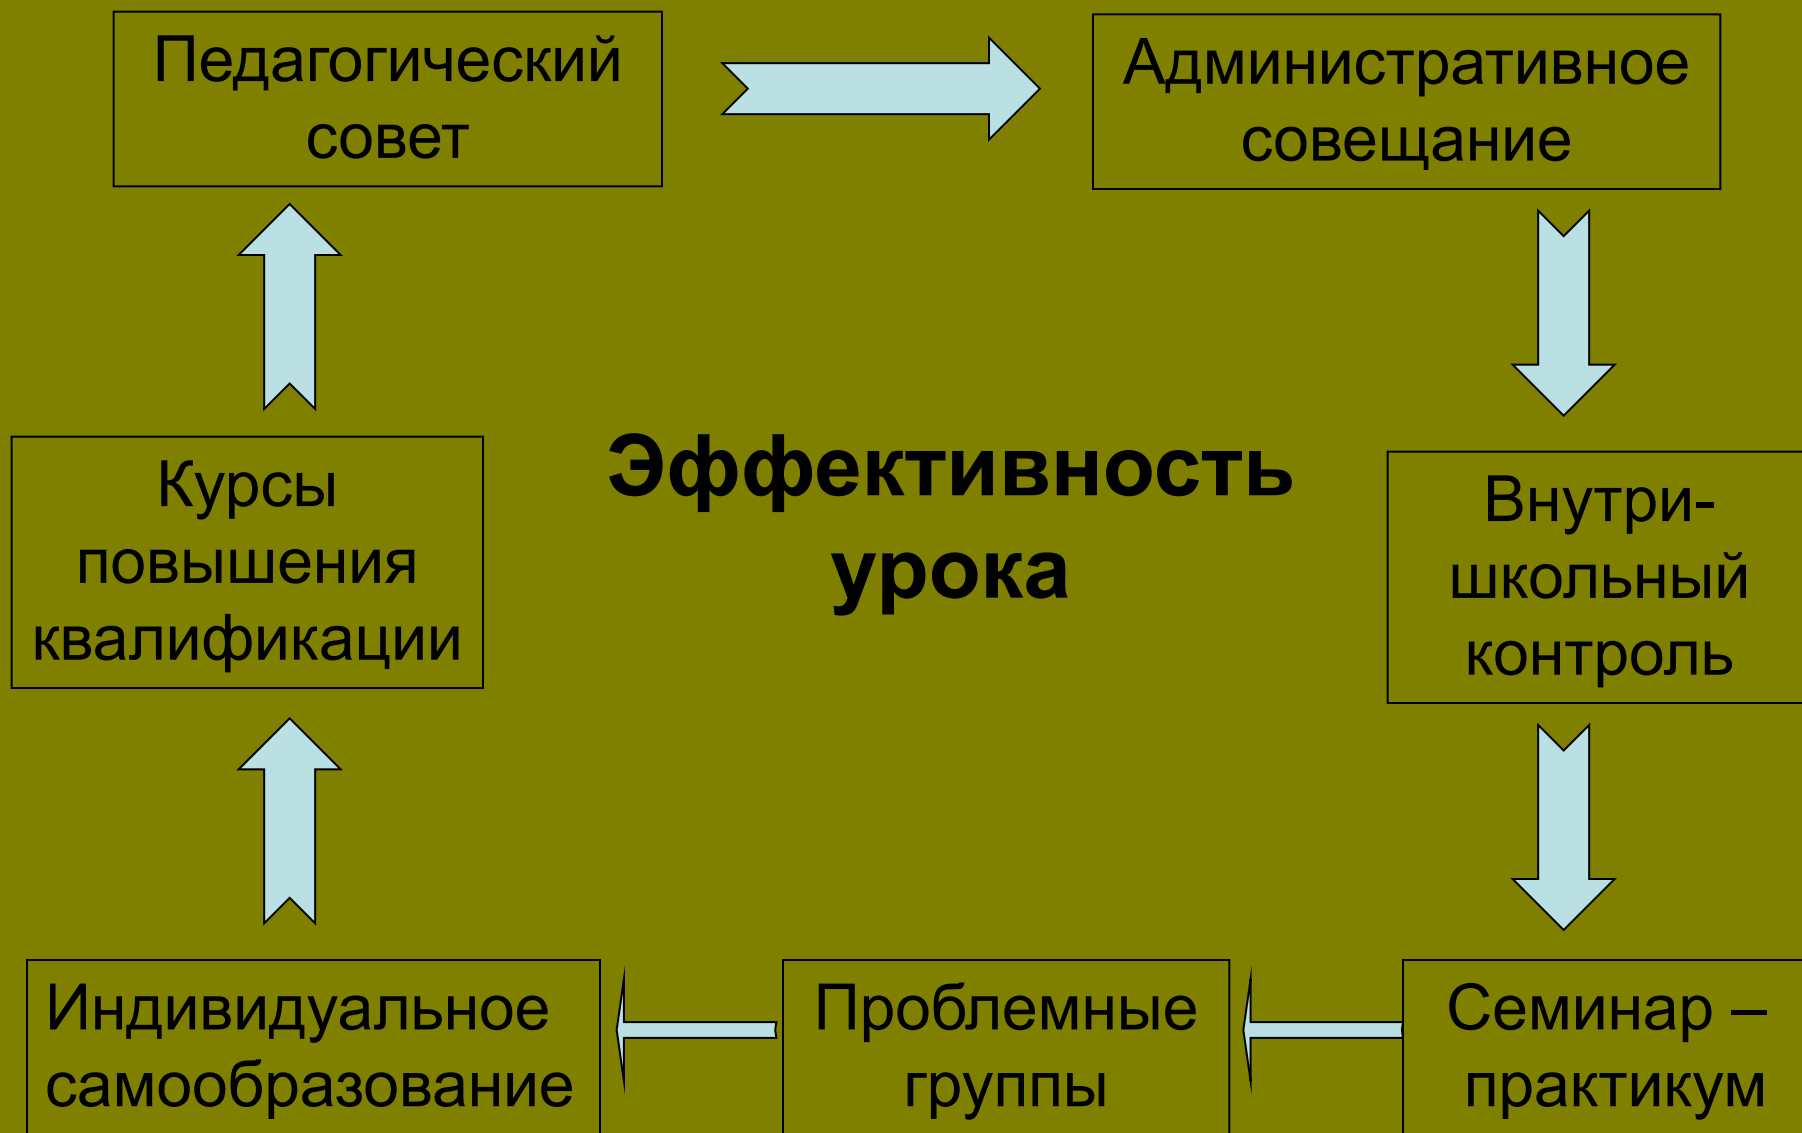 Педагогический
совет
Административное
совещание
Курсы
повышения
квалификации
Эффективность
урока
Внутри-
школьный
контроль
Индивидуальное
самообразование
Проблемные
группы
Семинар –
практикум